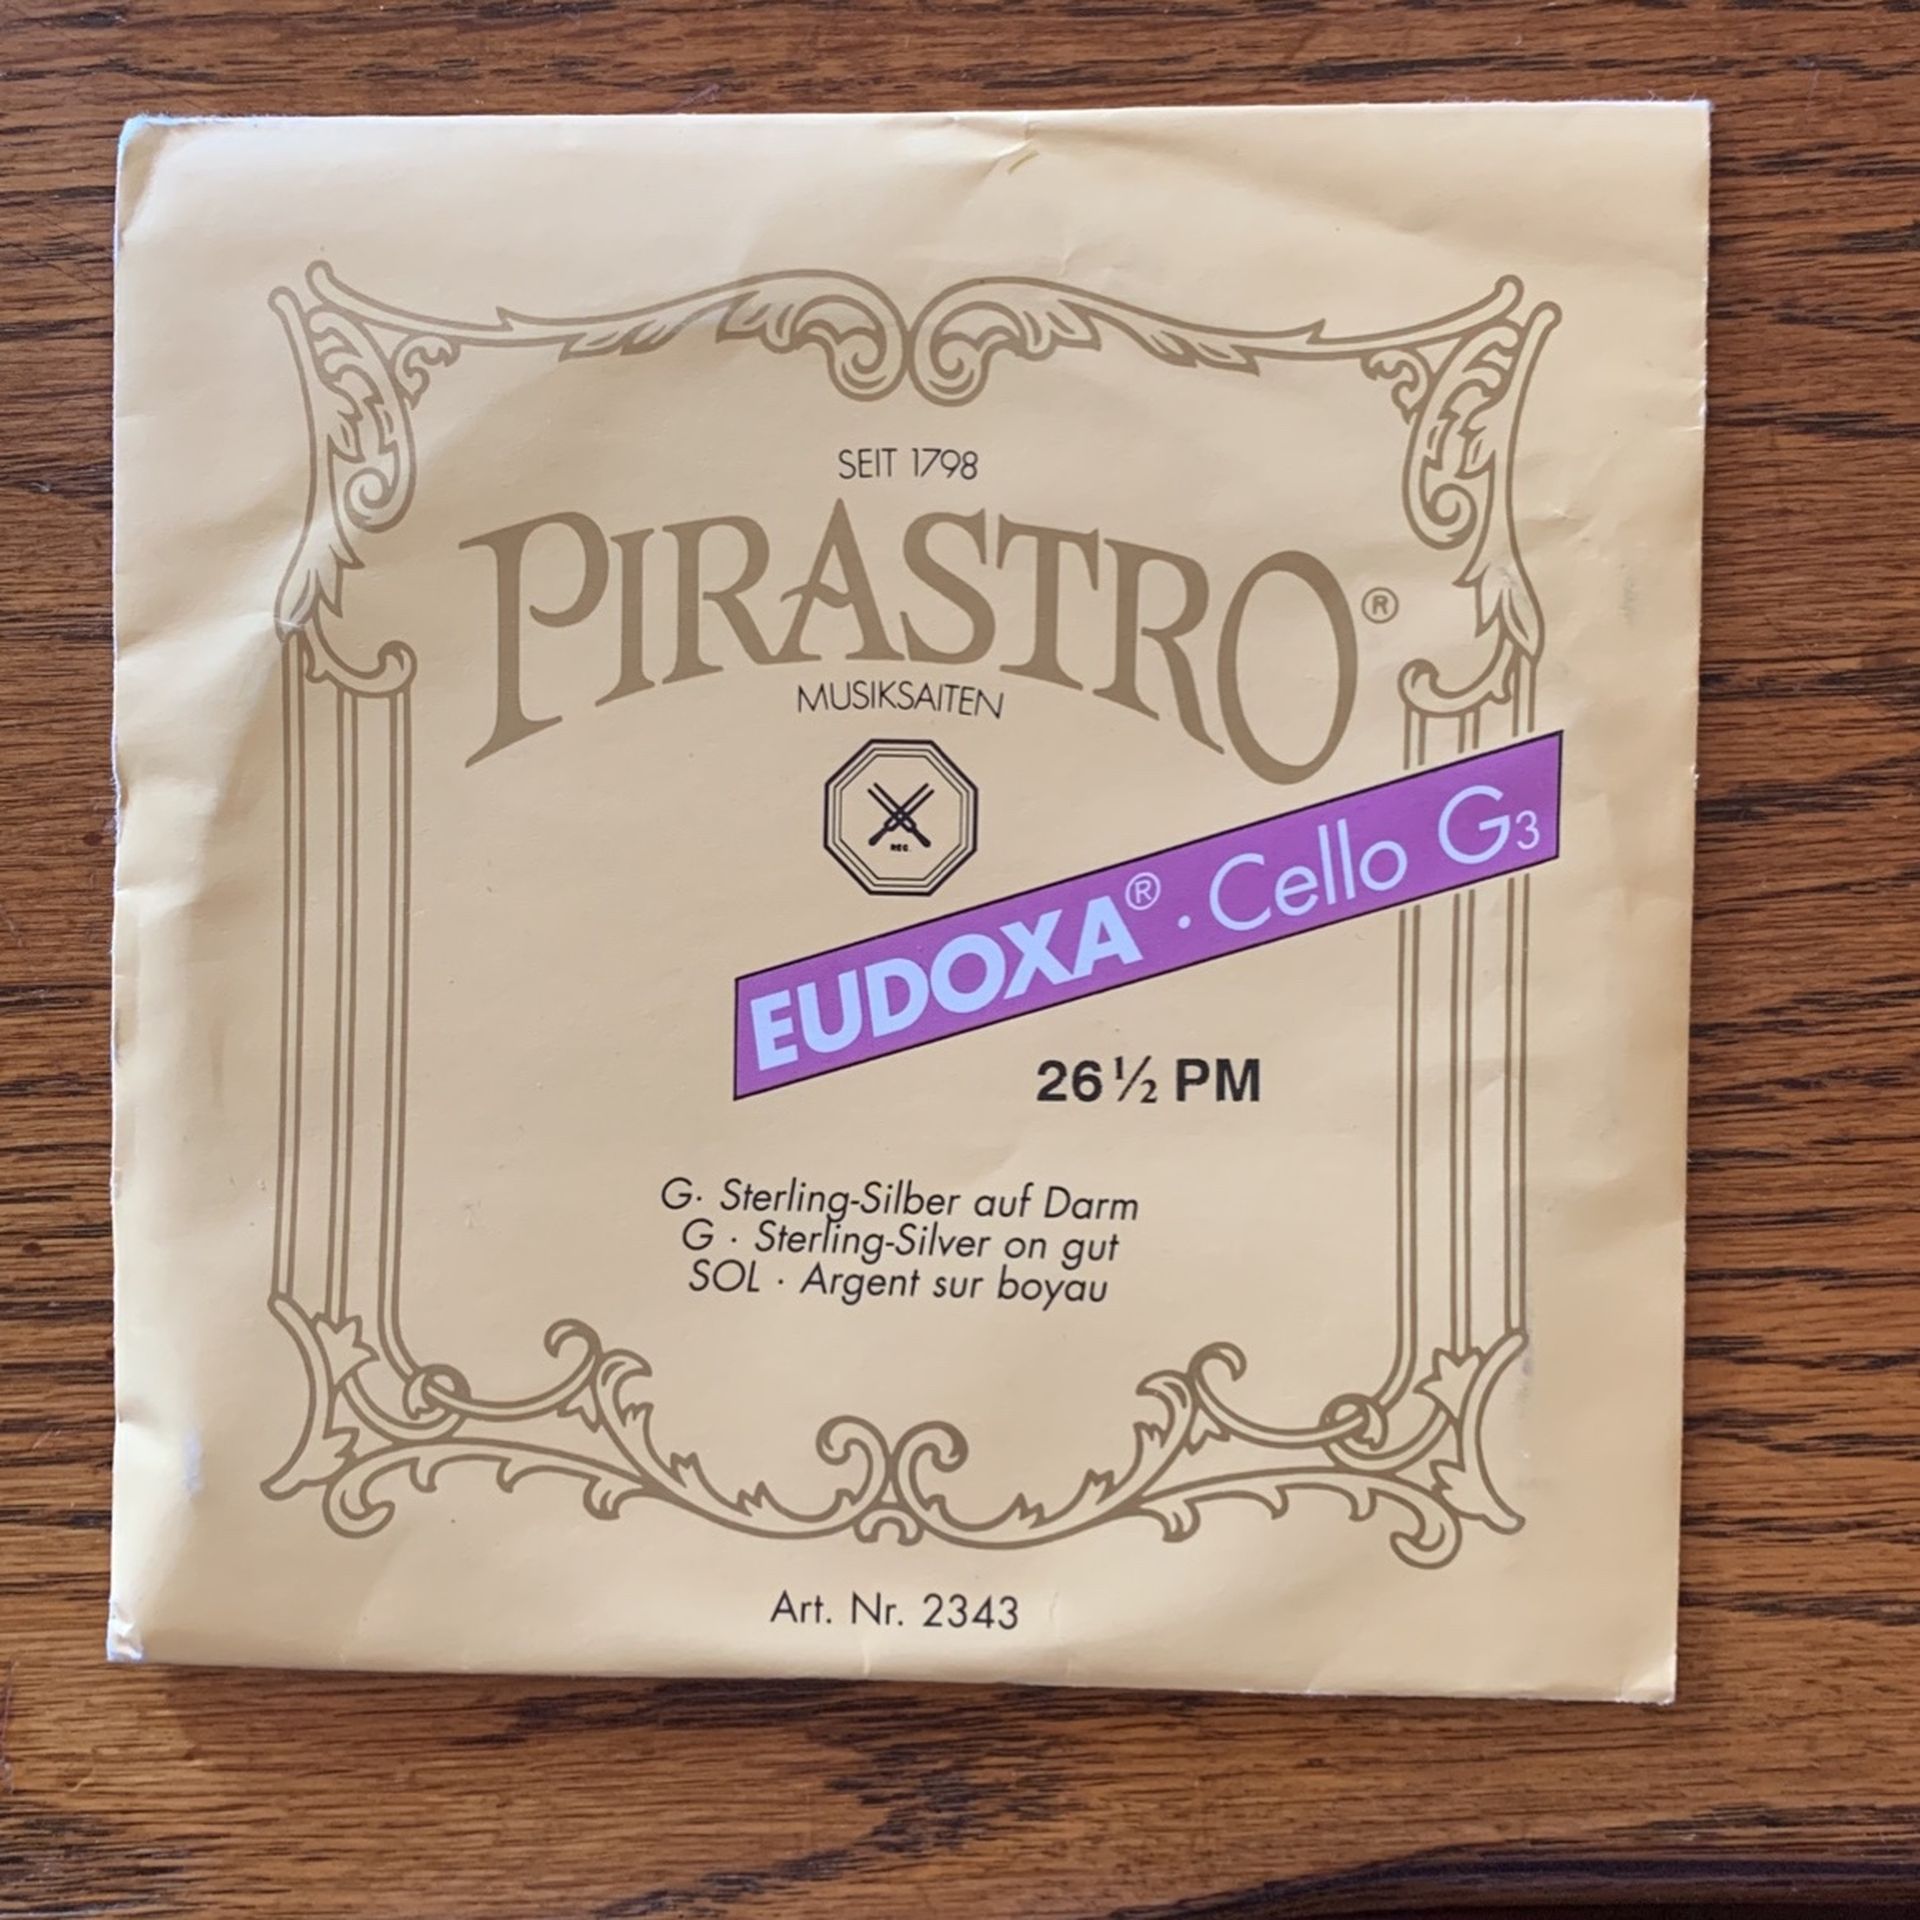 SEIT 1798
PIRASTRO®
MUSIKSAITEN
REG.
EUDOXA® · Cello G3
26 ½ PM
G· Sterling-Silber auf Darm
G · Sterling-Silver on gut
SOL · Argent sur boyau
Art. Nr. 2343